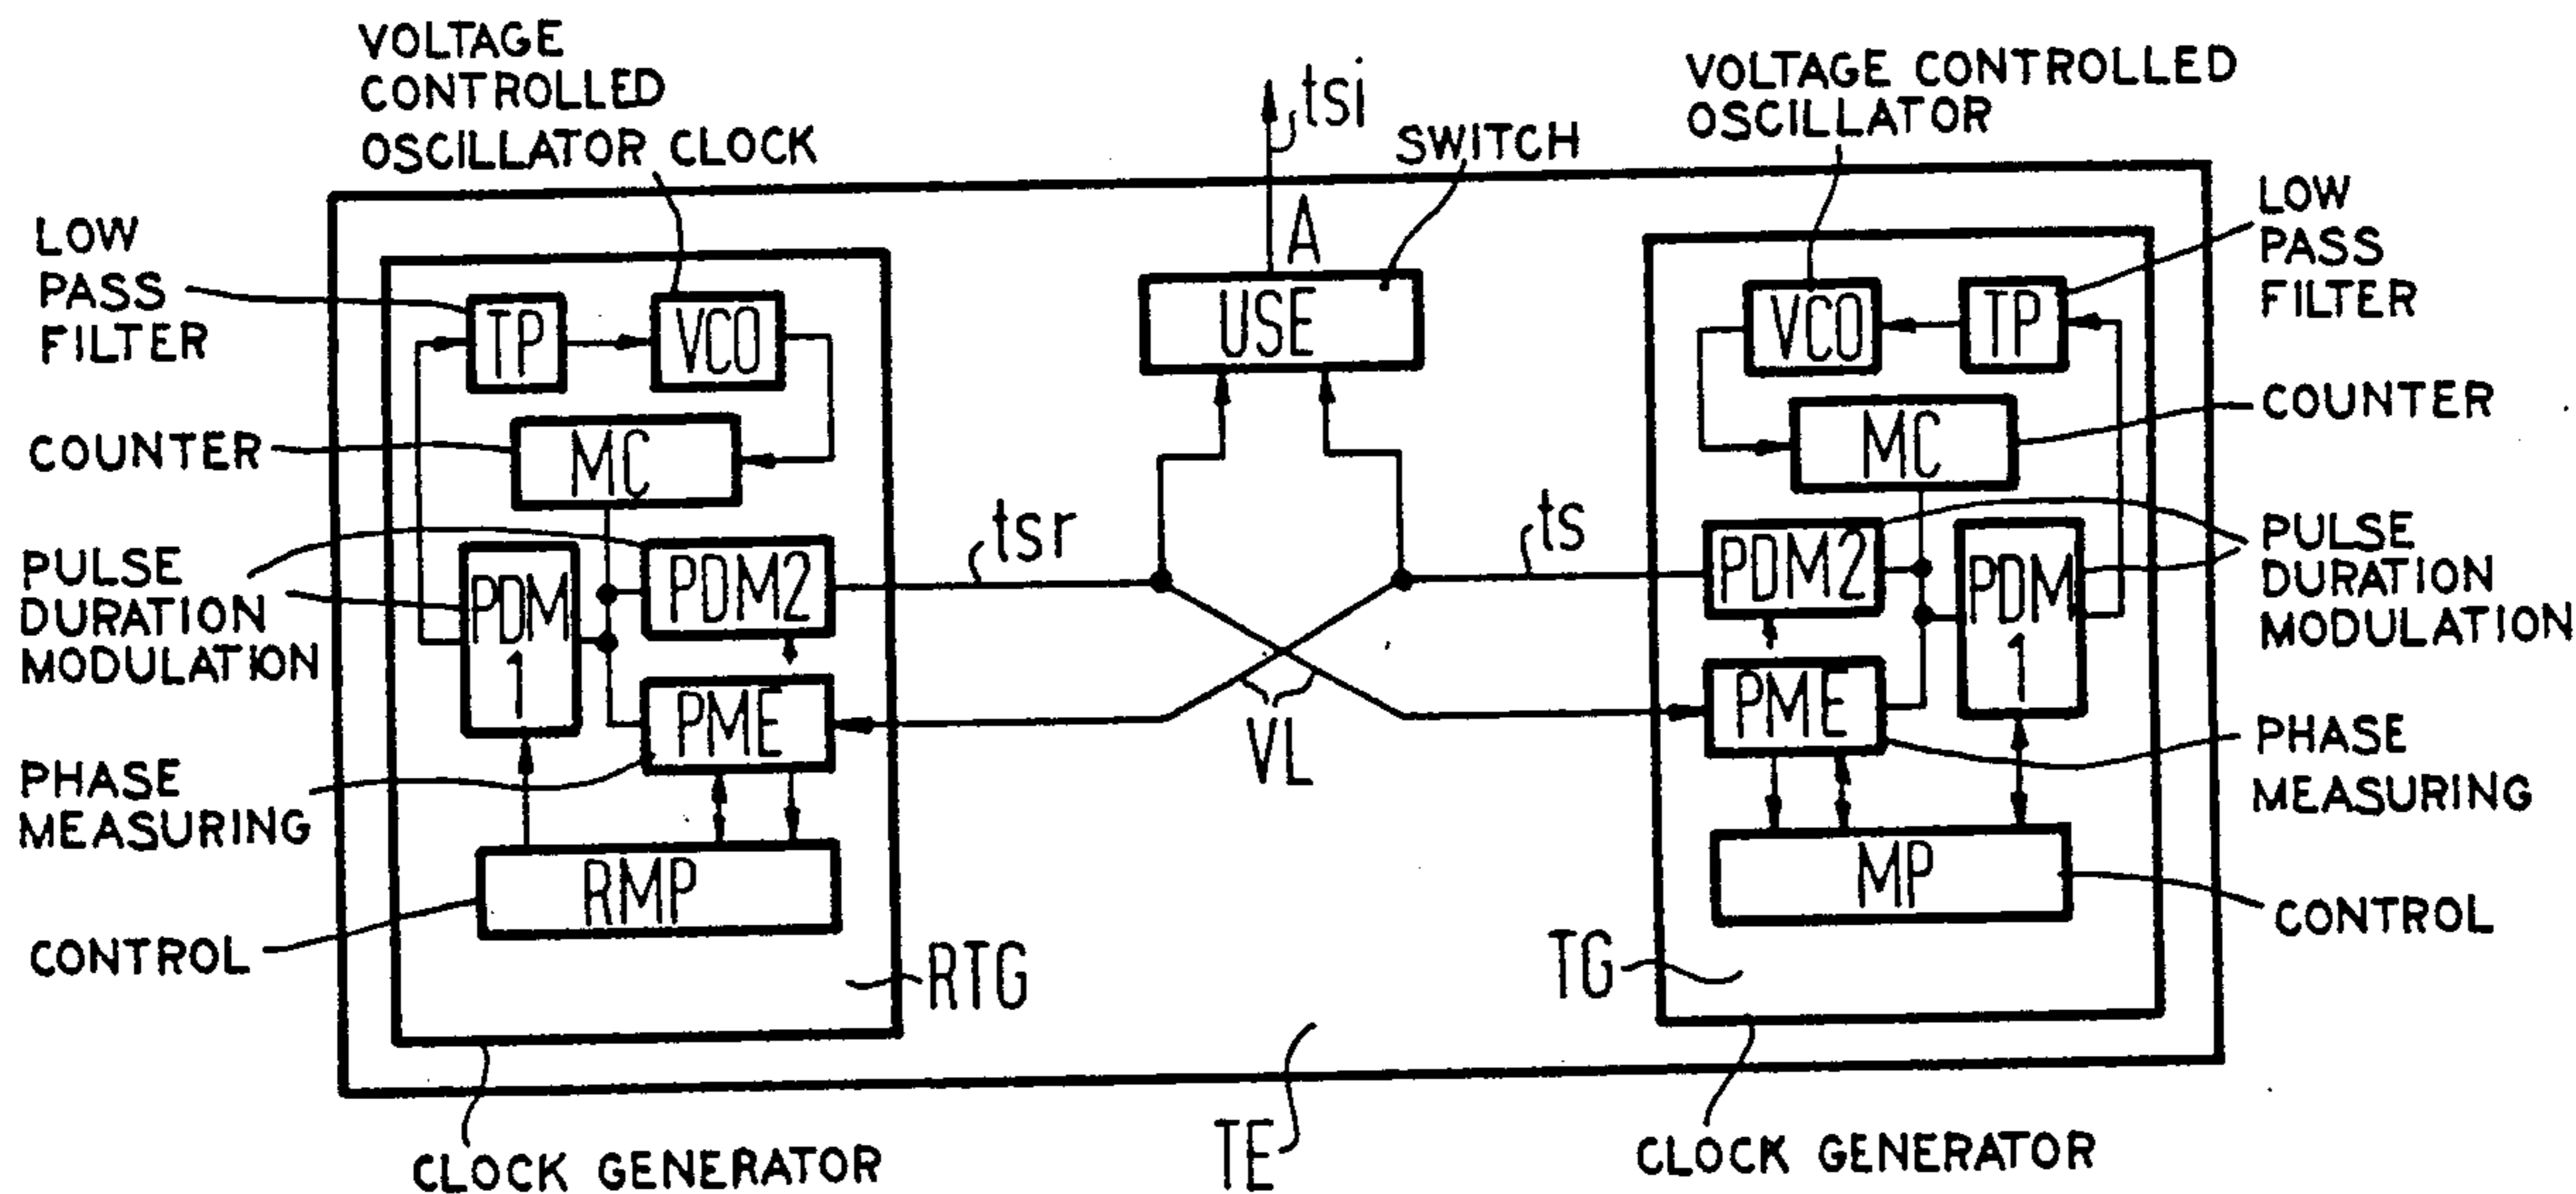 VOLTAGE
CONTROLLED
OSCILLATOR CLOCK
tsi
SWITCH
VOLTAGE CONTROLLED
OSCILLATOR
LOW
PASS
FILTER
A
LOW
PASS
FILTER
TP
VCO
USE
VCO
TP
COUNTER
MC
MC
COUNTER
PULSE
DURATION
MODULATION
PDM
1
PDM2
tsr
ts
PDM2
PDM
1
PULSE
DURATION
MODULATION
PHASE
MEASURING
PME
VL
PME
PHASE
MEASURING
CONTROL
RMP
MP
CONTROL
RTG
TG
TE
CLOCK GENERATOR
CLOCK GENERATOR